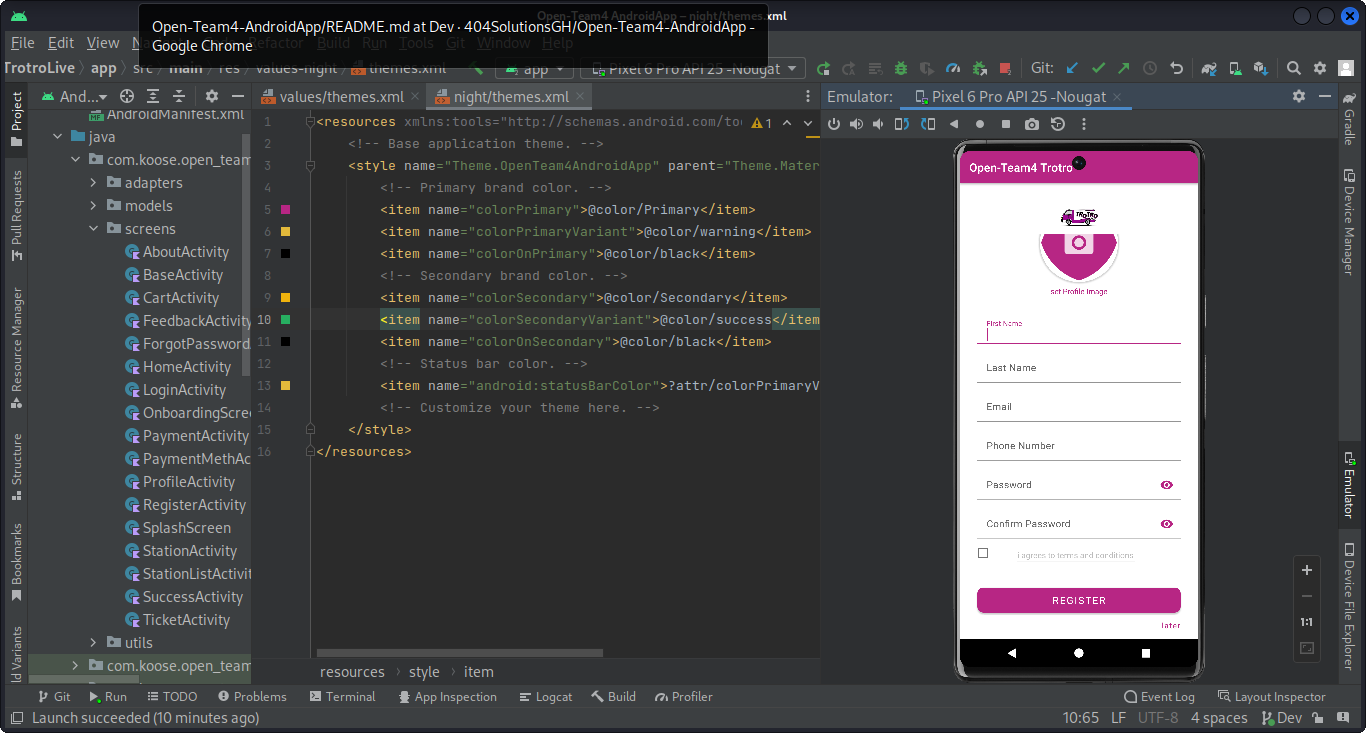 Open-Team4 AndroidApp – night/themes.xml
Open-Team4-AndroidApp/README.md at Dev · 404SolutionsGH/Open-Team4-AndroidApp -
Google Chrome
File Edit View Refactor Build Run Tools Git Window Help
TrotroLive app src main res values-night themes.xml app Pixel 6 Pro API 25 -Nougat Git:
Project
Pull Requests
Resource Manager
Structure
Bookmarks
ld Variants
And...
AndroidManifest.xml
java
com.koose.open_team
adapters
models
screens
AboutActivity
BaseActivity
CartActivity
FeedbackActivity
ForgotPassword
HomeActivity
LoginActivity
OnboardingScree
PaymentActivity
PaymentMethAc
ProfileActivity
RegisterActivity
SplashScreen
StationActivity
StationListActivit
SuccessActivity
TicketActivity
utils
com.koose.open_team
values/themes.xml night/themes.xml
1 <resources xmlns:tools="http://schemas.android.com/too 1
2 <!-- Base application theme. -->
3 <style name="Theme.OpenTeam4AndroidApp" parent="Theme.Mater
4 <!-- Primary brand color. -->
5 <item name="colorPrimary">@color/Primary</item>
6 <item name="colorPrimaryVariant">@color/warning</item>
7 <item name="colorOnPrimary">@color/black</item>
8 <!-- Secondary brand color. -->
9 <item name="colorSecondary">@color/Secondary</item>
10 <item name="colorSecondaryVariant">@color/success</item
11 <item name="colorOnSecondary">@color/black</item>
12 <!-- Status bar color. -->
13 <item name="android:statusBarColor">?attr/colorPrimaryV
14 <!-- Customize your theme here. -->
15 </style>
16 </resources>
resources style item
Emulator: Pixel 6 Pro API 25 -Nougat
Open-Team4 Trotro
TROTRO
set Profile Image
First Name
Last Name
Email
Phone Number
Password
Confirm Password
i agrees to terms and conditions
REGISTER
later
1:1
Gradle
Device Manager
Emulator
Device File Explorer
Git Run TODO Problems Terminal App Inspection Logcat Build Profiler Event Log Layout Inspector
Launch succeeded (10 minutes ago) 10:65 LF UTF-8 4 spaces Dev